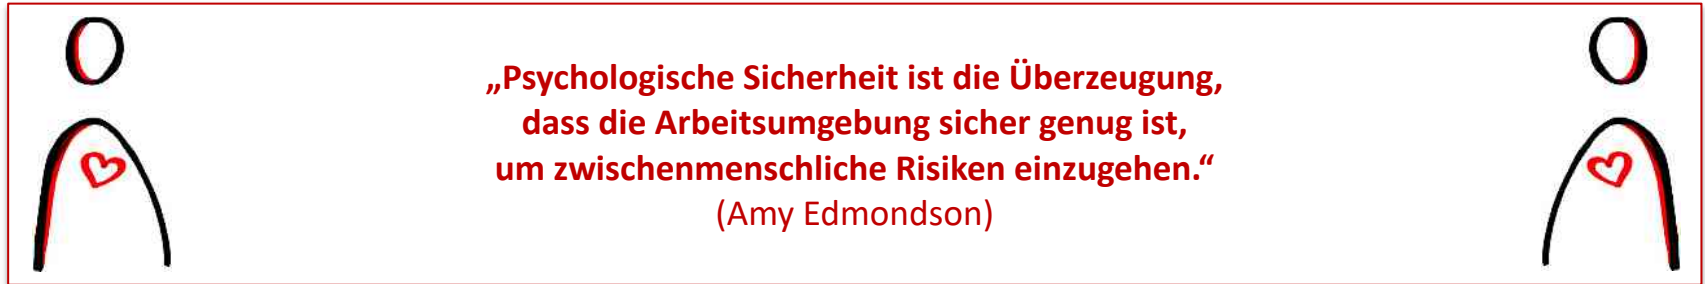 „Psychologische Sicherheit ist die Überzeugung,
dass die Arbeitsumgebung sicher genug ist,
um zwischenmenschliche Risiken einzugehen.“
(Amy Edmondson)